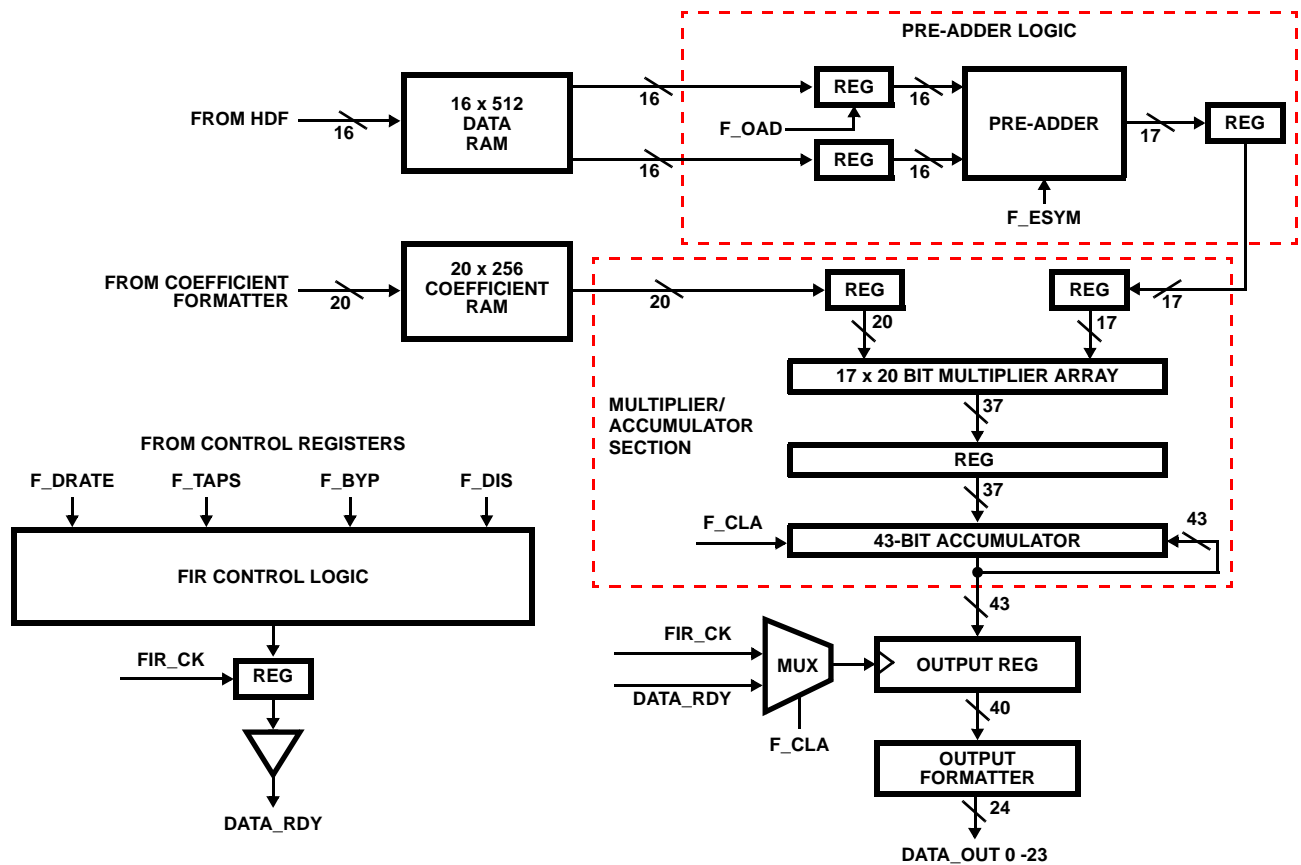 PRE-ADDER LOGIC
FROM HDF
16
16 x 512
DATA
RAM
16
16
REG
F_OAD
REG
16
16
PRE-ADDER
F_ESYM
17
REG
FROM COEFFICIENT
FORMATTER
20
20 x 256
COEFFICIENT
RAM
20
REG
REG
17
20
17
17 x 20 BIT MULTIPLIER ARRAY
37
MULTIPLIER/
ACCUMULATOR
SECTION
REG
37
F_CLA
43-BIT ACCUMULATOR
43
43
FROM CONTROL REGISTERS
F_DRATE
F_TAPS
F_BYP
F_DIS
FIR CONTROL LOGIC
FIR_CK
REG
DATA_RDY
FIR_CK
DATA_RDY
MUX
F_CLA
OUTPUT REG
40
OUTPUT
FORMATTER
24
DATA_OUT 0 -23